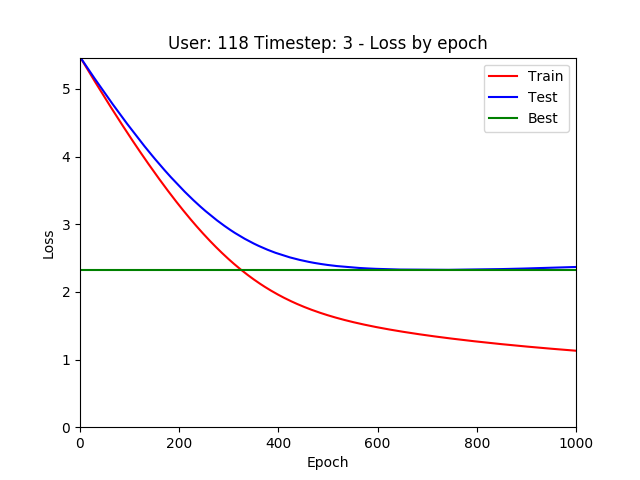 User: 118 Timestep: 3 - Loss by epoch
Train
Test
Best
Loss
5
4
3
2
1
0
0 200 400 600 800 1000
Epoch